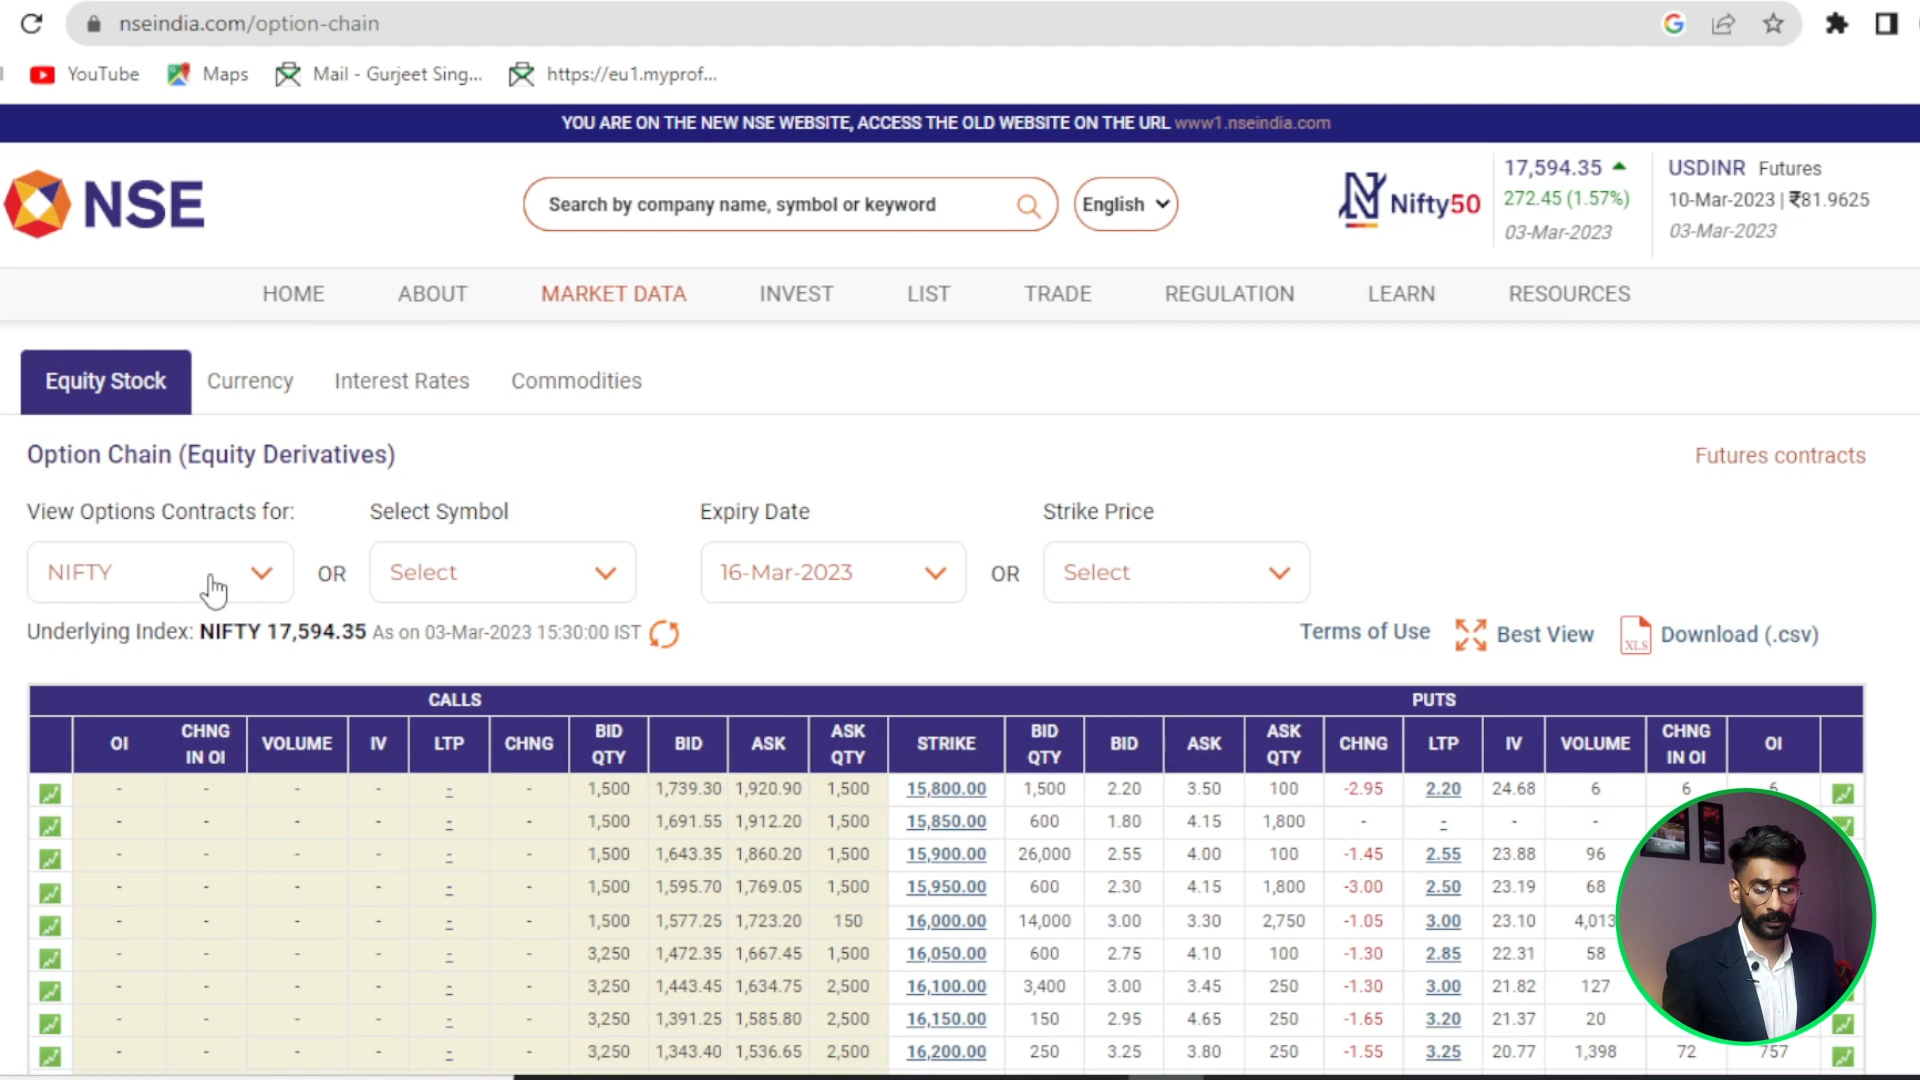 nseindia.com/option-chain
YouTube Maps Mail - Gurjeet Sing... https://eu1.myprof...
YOU ARE ON THE NEW NSE WEBSITE, ACCESS THE OLD WEBSITE ON THE URL www1.nseindia.com
NSE
Search by company name, symbol or keyword
English
Nifty50
17,594.35
272.45 (1.57%)
03-Mar-2023
USDINR Futures
10-Mar-2023 | ₹81.9625
03-Mar-2023
HOME ABOUT MARKET DATA INVEST LIST TRADE REGULATION LEARN RESOURCES
Equity Stock Currency Interest Rates Commodities
Option Chain (Equity Derivatives) Futures contracts
View Options Contracts for: Select Symbol Expiry Date Strike Price
NIFTY OR Select 16-Mar-2023 OR Select
Underlying Index: NIFTY 17,594.35 As on 03-Mar-2023 15:30:00 IST Terms of Use Best View XLS Download (.csv)
CALLS PUTS
OI CHNG IN OI VOLUME IV LTP CHNG BID QTY BID ASK ASK QTY STRIKE BID QTY BID ASK ASK QTY CHNG LTP IV VOLUME CHNG IN OI OI
- - - - - - 1,500 1,739.30 1,920.90 1,500 15,800.00 1,500 2.20 3.50 100 -2.95 2.20 24.68 6 6 6
- - - - - - 1,500 1,691.55 1,912.20 1,500 15,850.00 600 1.80 4.15 1,800 - - - -
- - - - - - 1,500 1,643.35 1,860.20 1,500 15,900.00 26,000 2.55 4.00 100 -1.45 2.55 23.88 96
- - - - - - 1,500 1,595.70 1,769.05 1,500 15,950.00 600 2.30 4.15 1,800 -3.00 2.50 23.19 68
- - - - - - 1,500 1,577.25 1,723.20 150 16,000.00 14,000 3.00 3.30 2,750 -1.05 3.00 23.10 4,013
- - - - - - 3,250 1,472.35 1,667.45 1,500 16,050.00 600 2.75 4.10 100 -1.30 2.85 22.31 58
- - - - - - 3,250 1,443.45 1,634.75 2,500 16,100.00 3,400 3.00 3.45 250 -1.30 3.00 21.82 127
- - - - - - 3,250 1,391.25 1,585.80 2,500 16,150.00 150 2.95 4.65 250 -1.65 3.20 21.37 20
- - - - - - 3,250 1,343.40 1,536.65 2,500 16,200.00 250 3.25 3.80 250 -1.55 3.25 20.77 1,398 72 757